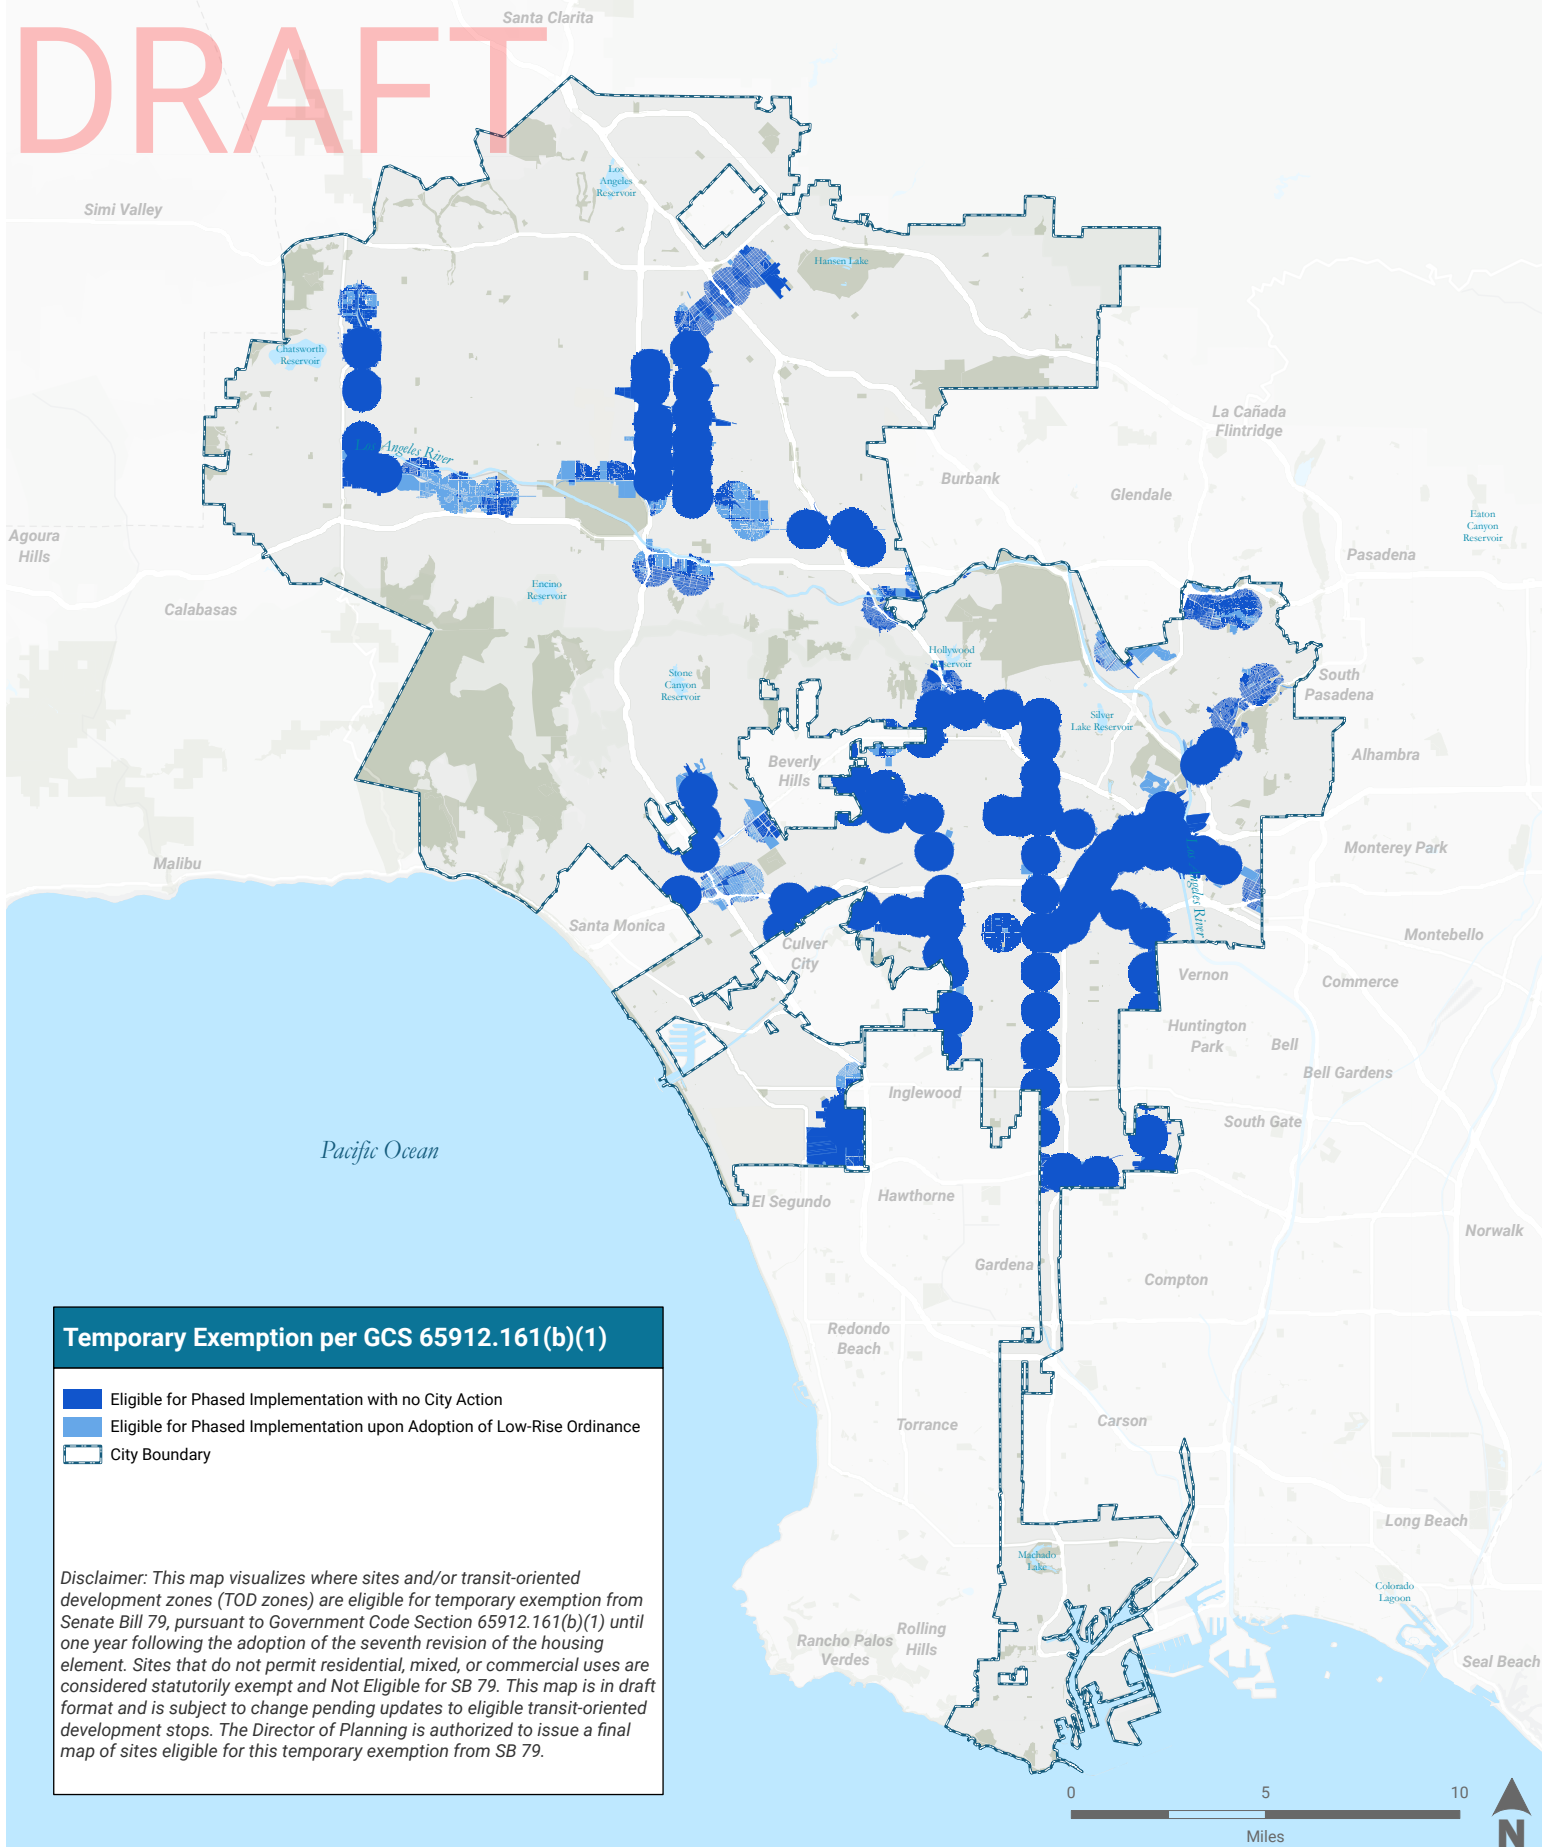 DRAFT
Santa Clarita
Los
Angeles
Reservoir
Simi Valley
Hansen Lake
Chatsworth
Reservoir
La Cañada
Flintridge
Los Angeles River
Burbank
Glendale
Eaton
Canyon
Reservoir
Agoura
Hills
Pasadena
Encino
Reservoir
Calabasas
Hollywood
Reservoir
Stone
Canyon
Reservoir
South
Pasadena
Silver
Lake Reservoir
Beverly
Hills
Alhambra
Malibu
Monterey Park
Los Angeles River
Santa Monica
Culver
City
Montebello
Vernon
Commerce
Huntington
Park
Bell
Bell Gardens
Inglewood
South Gate
Pacific Ocean
El Segundo
Hawthorne
Norwalk
Gardena
Compton
Redondo
Beach
Torrance
Carson
Long Beach
Machado
Lake
Colorado
Lagoon
Rolling
Hills
Rancho Palos
Verdes
Seal Beach
Temporary Exemption per GCS 65912.161(b)(1)
Eligible for Phased Implementation with no City Action
Eligible for Phased Implementation upon Adoption of Low-Rise Ordinance
City Boundary
Disclaimer: This map visualizes where sites and/or transit-oriented
development zones (TOD zones) are eligible for temporary exemption from
Senate Bill 79, pursuant to Government Code Section 65912.161(b)(1) until
one year following the adoption of the seventh revision of the housing
element. Sites that do not permit residential, mixed, or commercial uses are
considered statutorily exempt and Not Eligible for SB 79. This map is in draft
format and is subject to change pending updates to eligible transit-oriented
development stops. The Director of Planning is authorized to issue a final
map of sites eligible for this temporary exemption from SB 79.
0 5 10
Miles
N